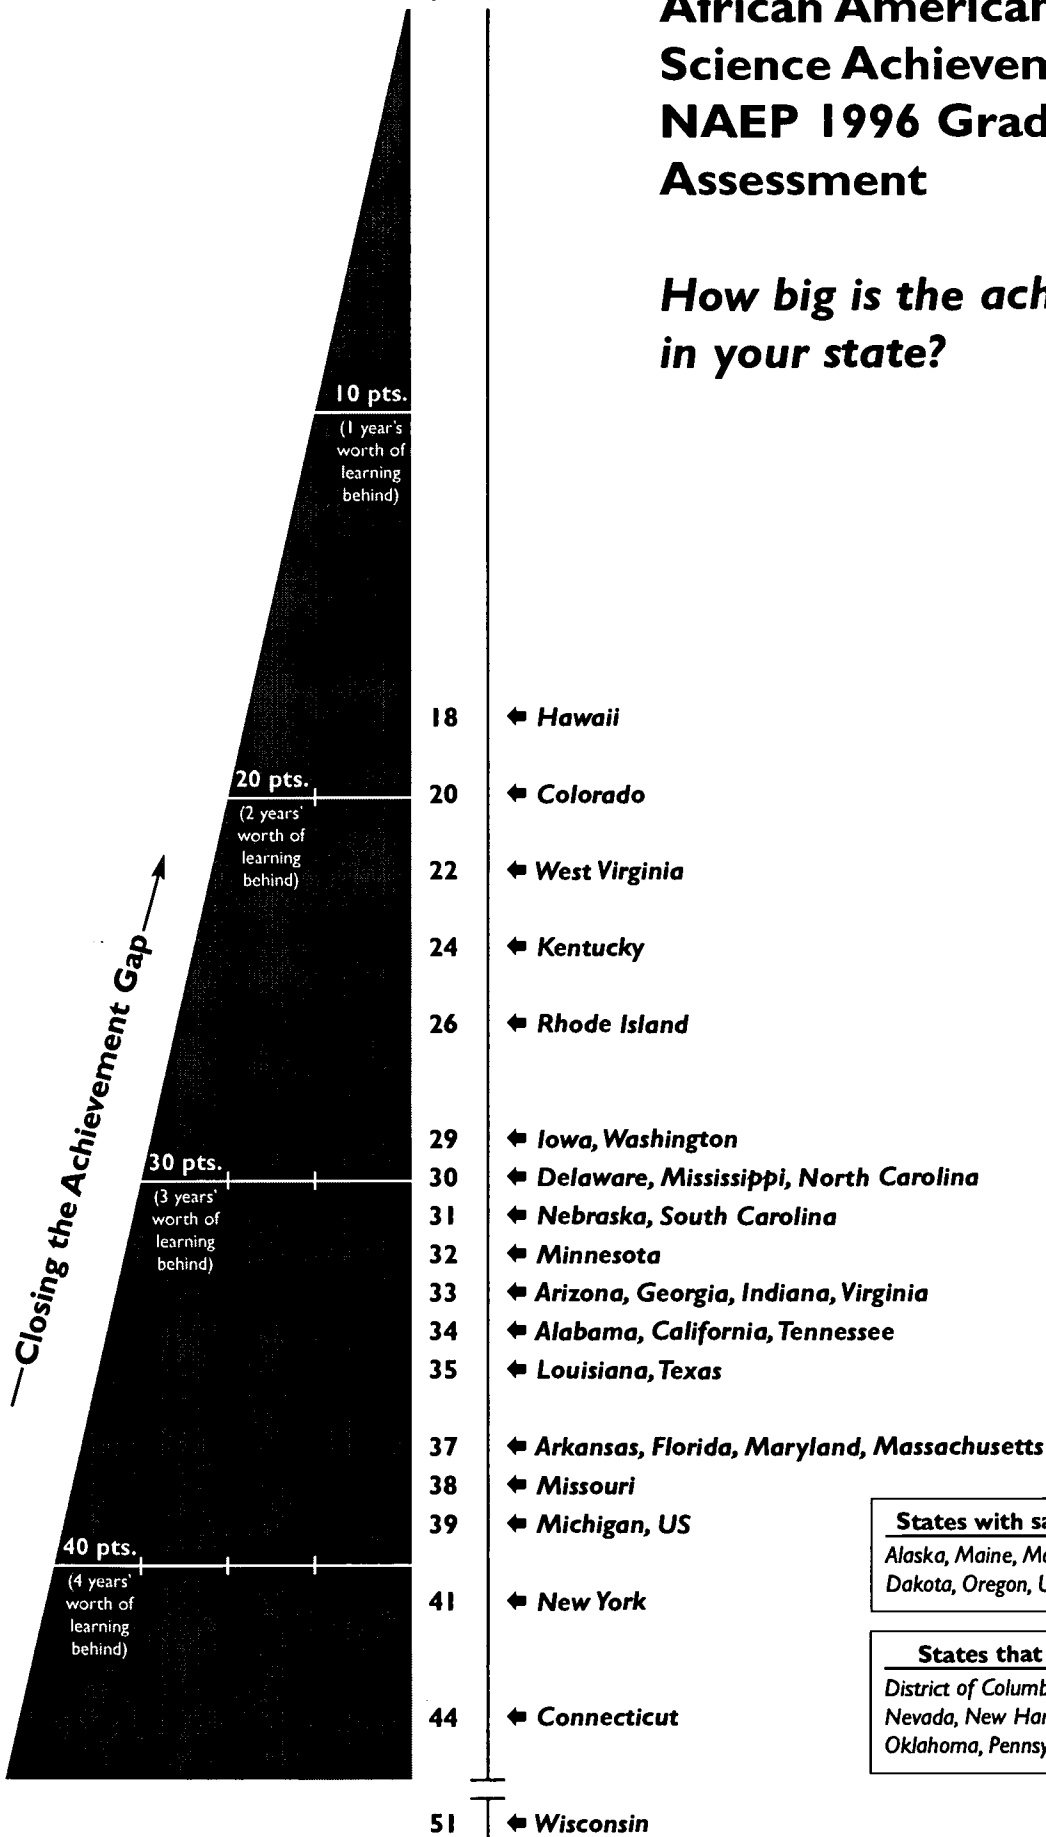 African American
Science Achievem
NAEP 1996 Grad
Assessment
How big is the ach
in your state?
10 pts.
(1 year's
worth of
learning
behind)
18 Hawaii
20 pts.
(2 years'
worth of
learning
behind)
20 Colorado
22 West Virginia
24 Kentucky
26 Rhode Island
Closing the Achievement Gap
29 Iowa, Washington
30 pts.
(3 years'
worth of
learning
behind)
30 Delaware, Mississippi, North Carolina
31 Nebraska, South Carolina
32 Minnesota
33 Arizona, Georgia, Indiana, Virginia
34 Alabama, California, Tennessee
35 Louisiana, Texas
37 Arkansas, Florida, Maryland, Massachusetts
38 Missouri
39 Michigan, US
40 pts.
(4 years'
worth of
learning
behind)
41 New York
44 Connecticut
51 Wisconsin
States with sa
Alaska, Maine, Mo
Dakota, Oregon, U
States that
District of Columb
Nevada, New Har
Oklahoma, Pennsy